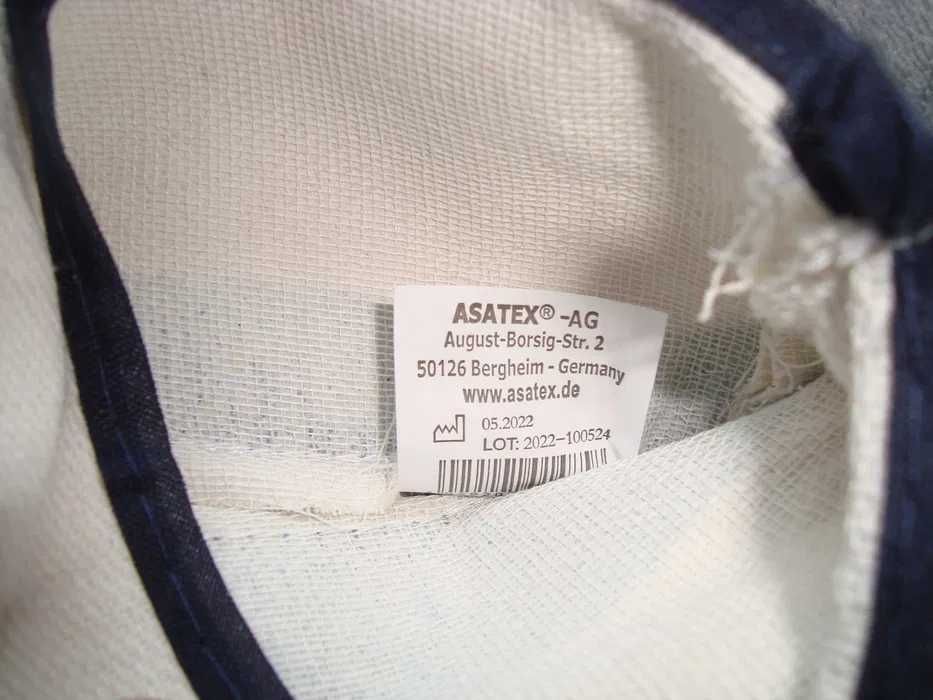 ASATEX® -AG
August-Borsig-Str. 2
50126 Bergheim - Germany
www.asatex.de
05.2022
LOT: 2022-100524